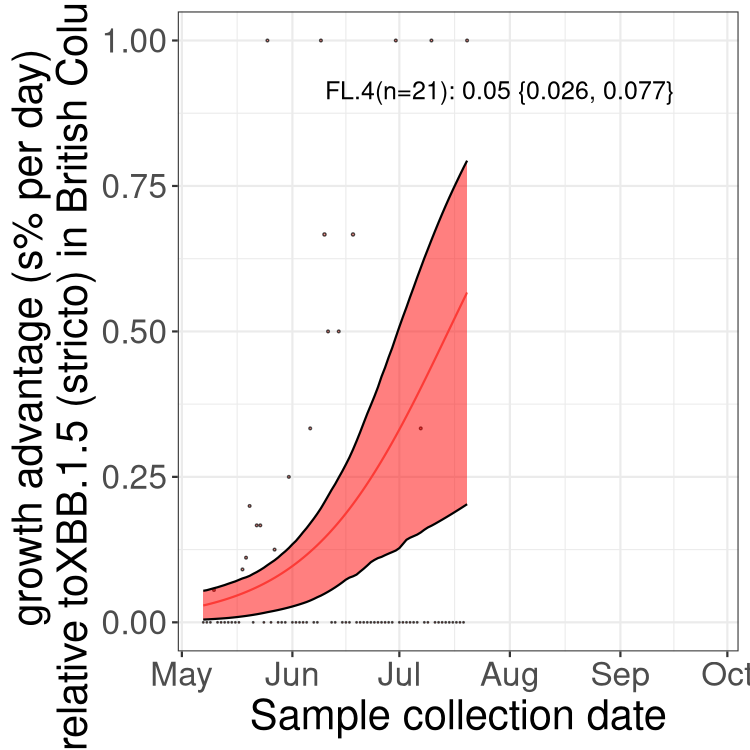 growth advantage (s% per day)
relative toXBB.1.5 (stricto) in British Colu
1.00
0.75
0.50
0.25
0.00
FL.4(n=21): 0.05 {0.026, 0.077}
May Jun Jul Aug Sep Oct
Sample collection date